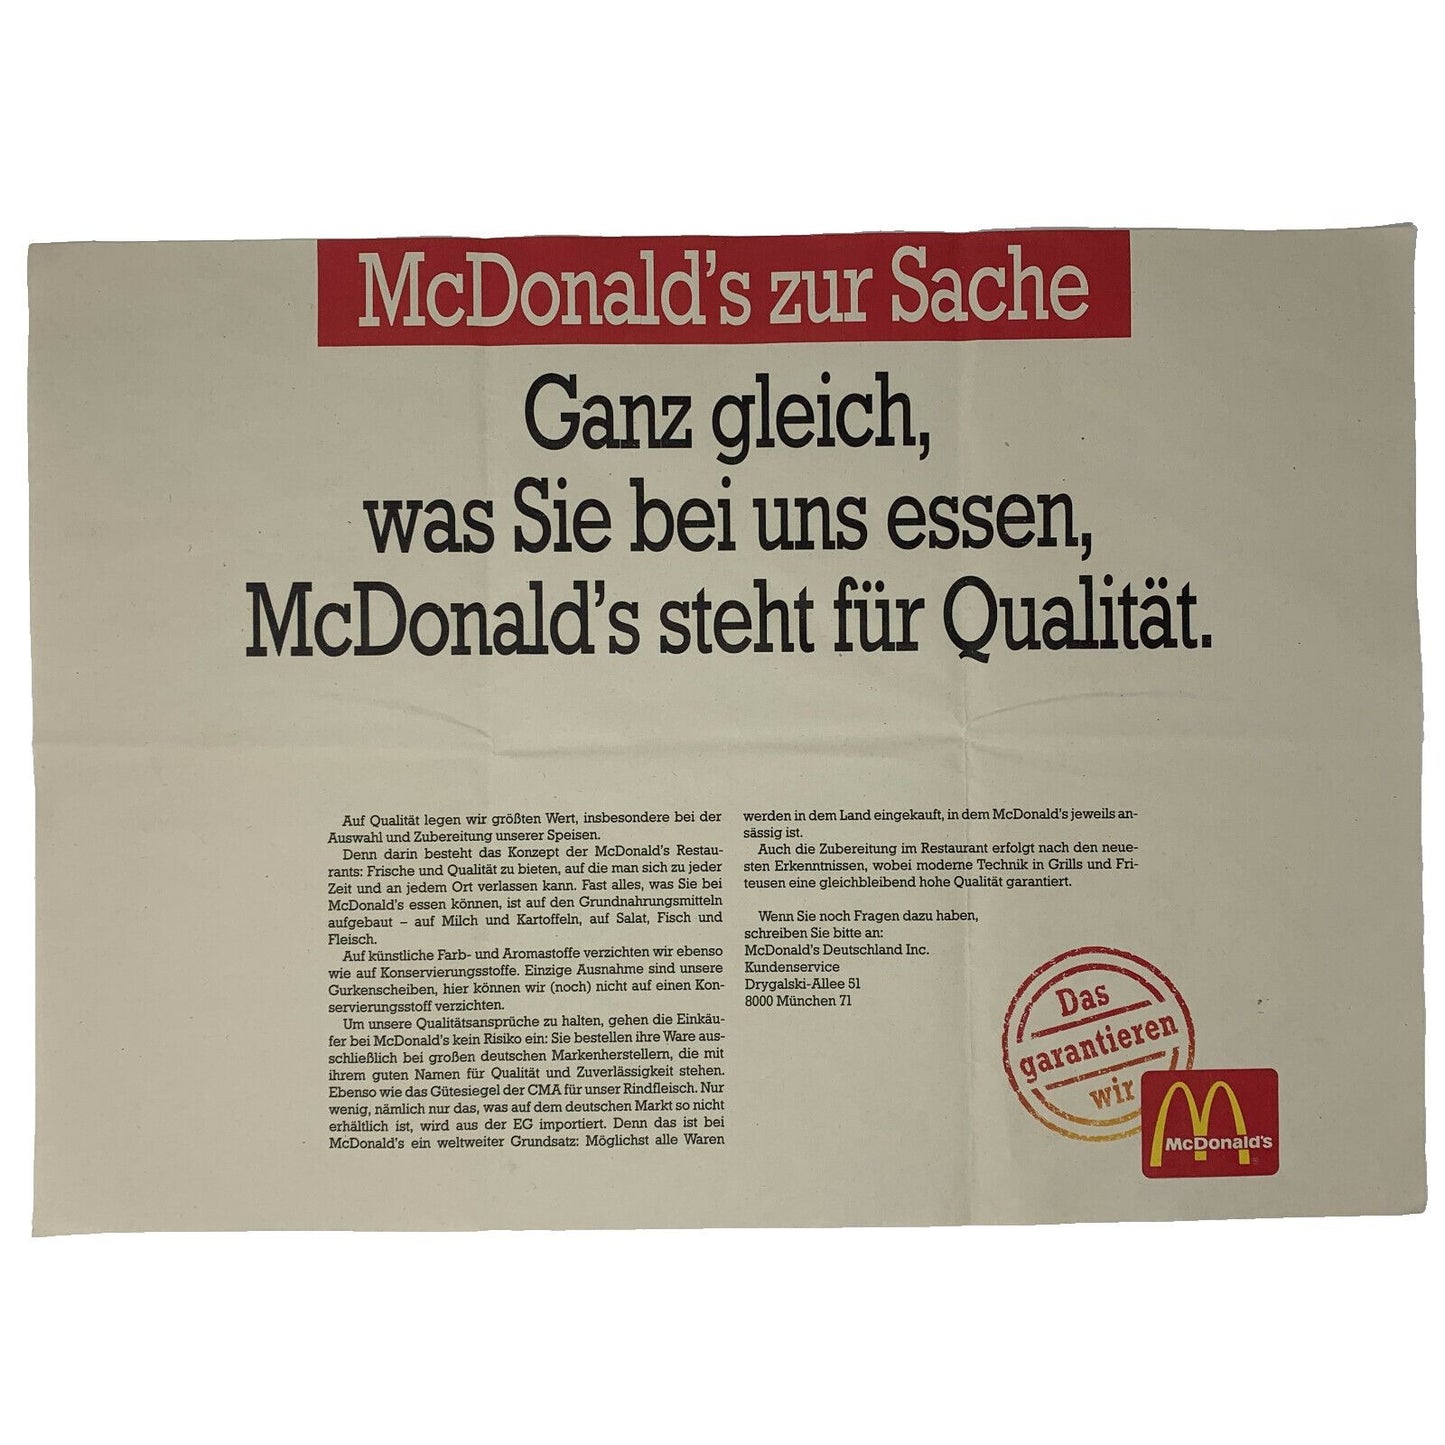 McDonald's zur Sache
Ganz gleich,
was Sie bei uns essen,
McDonald's steht für Qualität.
Auf Qualität legen wir größten Wert, insbesondere bei der
Auswahl und Zubereitung unserer Speisen.
Denn darin besteht das Konzept der McDonald's Restau-
rants: Frische und Qualität zu bieten, auf die man sich zu jeder
Zeit und an jedem Ort verlassen kann. Fast alles, was Sie bei
McDonald's essen können, ist auf den Grundnahrungsmitteln
aufgebaut – auf Milch und Kartoffeln, auf Salat, Fisch und
Fleisch.
Auf künstliche Farb- und Aromastoffe verzichten wir ebenso
wie auf Konservierungsstoffe. Einzige Ausnahme sind unsere
Gurkenscheiben, hier können wir (noch) nicht auf einen Kon-
servierungsstoff verzichten.
Um unsere Qualitätsansprüche zu halten, gehen die Einkäu-
fer bei McDonald's kein Risiko ein: Sie bestellen ihre Ware aus-
schließlich bei großen deutschen Markenherstellern, die mit
ihrem guten Namen für Qualität und Zuverlässigkeit stehen.
Ebenso wie das Gütesiegel der CMA für unser Rindfleisch. Nur
wenig, nämlich nur das, was auf dem deutschen Markt so nicht
erhältlich ist, wird aus der EG importiert. Denn das ist bei
McDonald's ein weltweiter Grundsatz: Möglichst alle Waren
werden in dem Land eingekauft, in dem McDonald's jeweils an-
sässig ist.
Auch die Zubereitung im Restaurant erfolgt nach den neue-
sten Erkenntnissen, wobei moderne Technik in Grills und Fri-
teusen eine gleichbleibend hohe Qualität garantiert.
Wenn Sie noch Fragen dazu haben,
schreiben Sie bitte an:
McDonald's Deutschland Inc.
Kundenservice
Drygalski-Allee 51
8000 München 71
Das
garantieren
wir
McDonald's
®